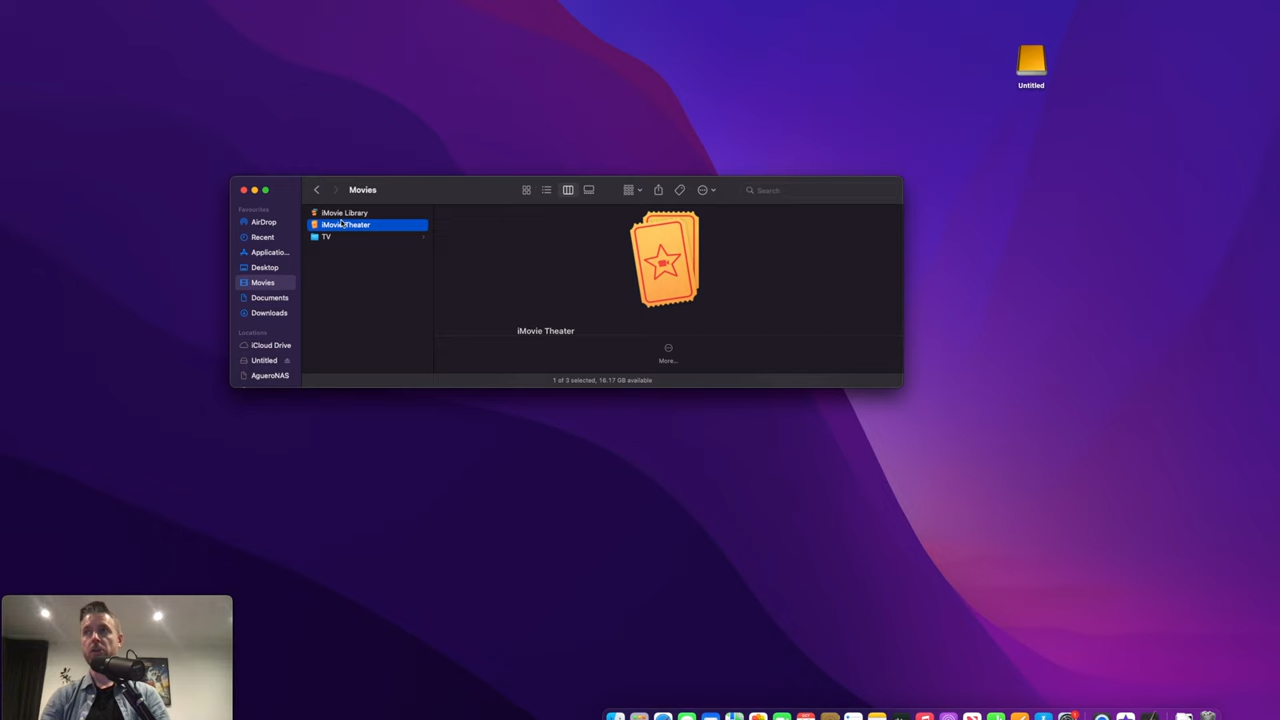 Untitled
Movies
Search
Favourites
AirDrop
Recent
Applicatio...
Desktop
Movies
Documents
Downloads
Locations
iCloud Drive
Untitled
AgueroNAS
iMovie Library
iMovie Theater
TV
iMovie Theater
More...
1 of 3 selected, 16.17 GB available